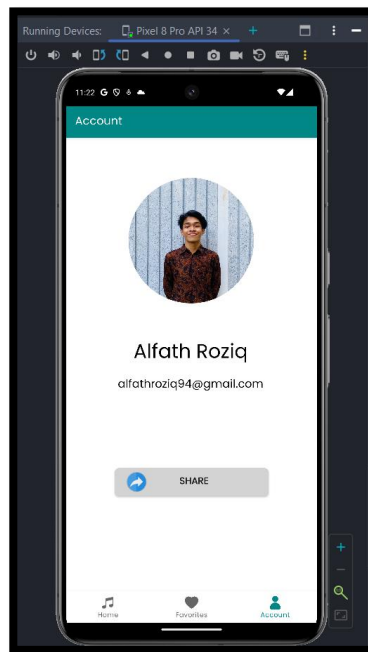 Running Devices: Pixel 8 Pro API 34
11:22 G
Account
Alfath Roziq
alfathroziq94@gmail.com
SHARE
Home Favorites Account